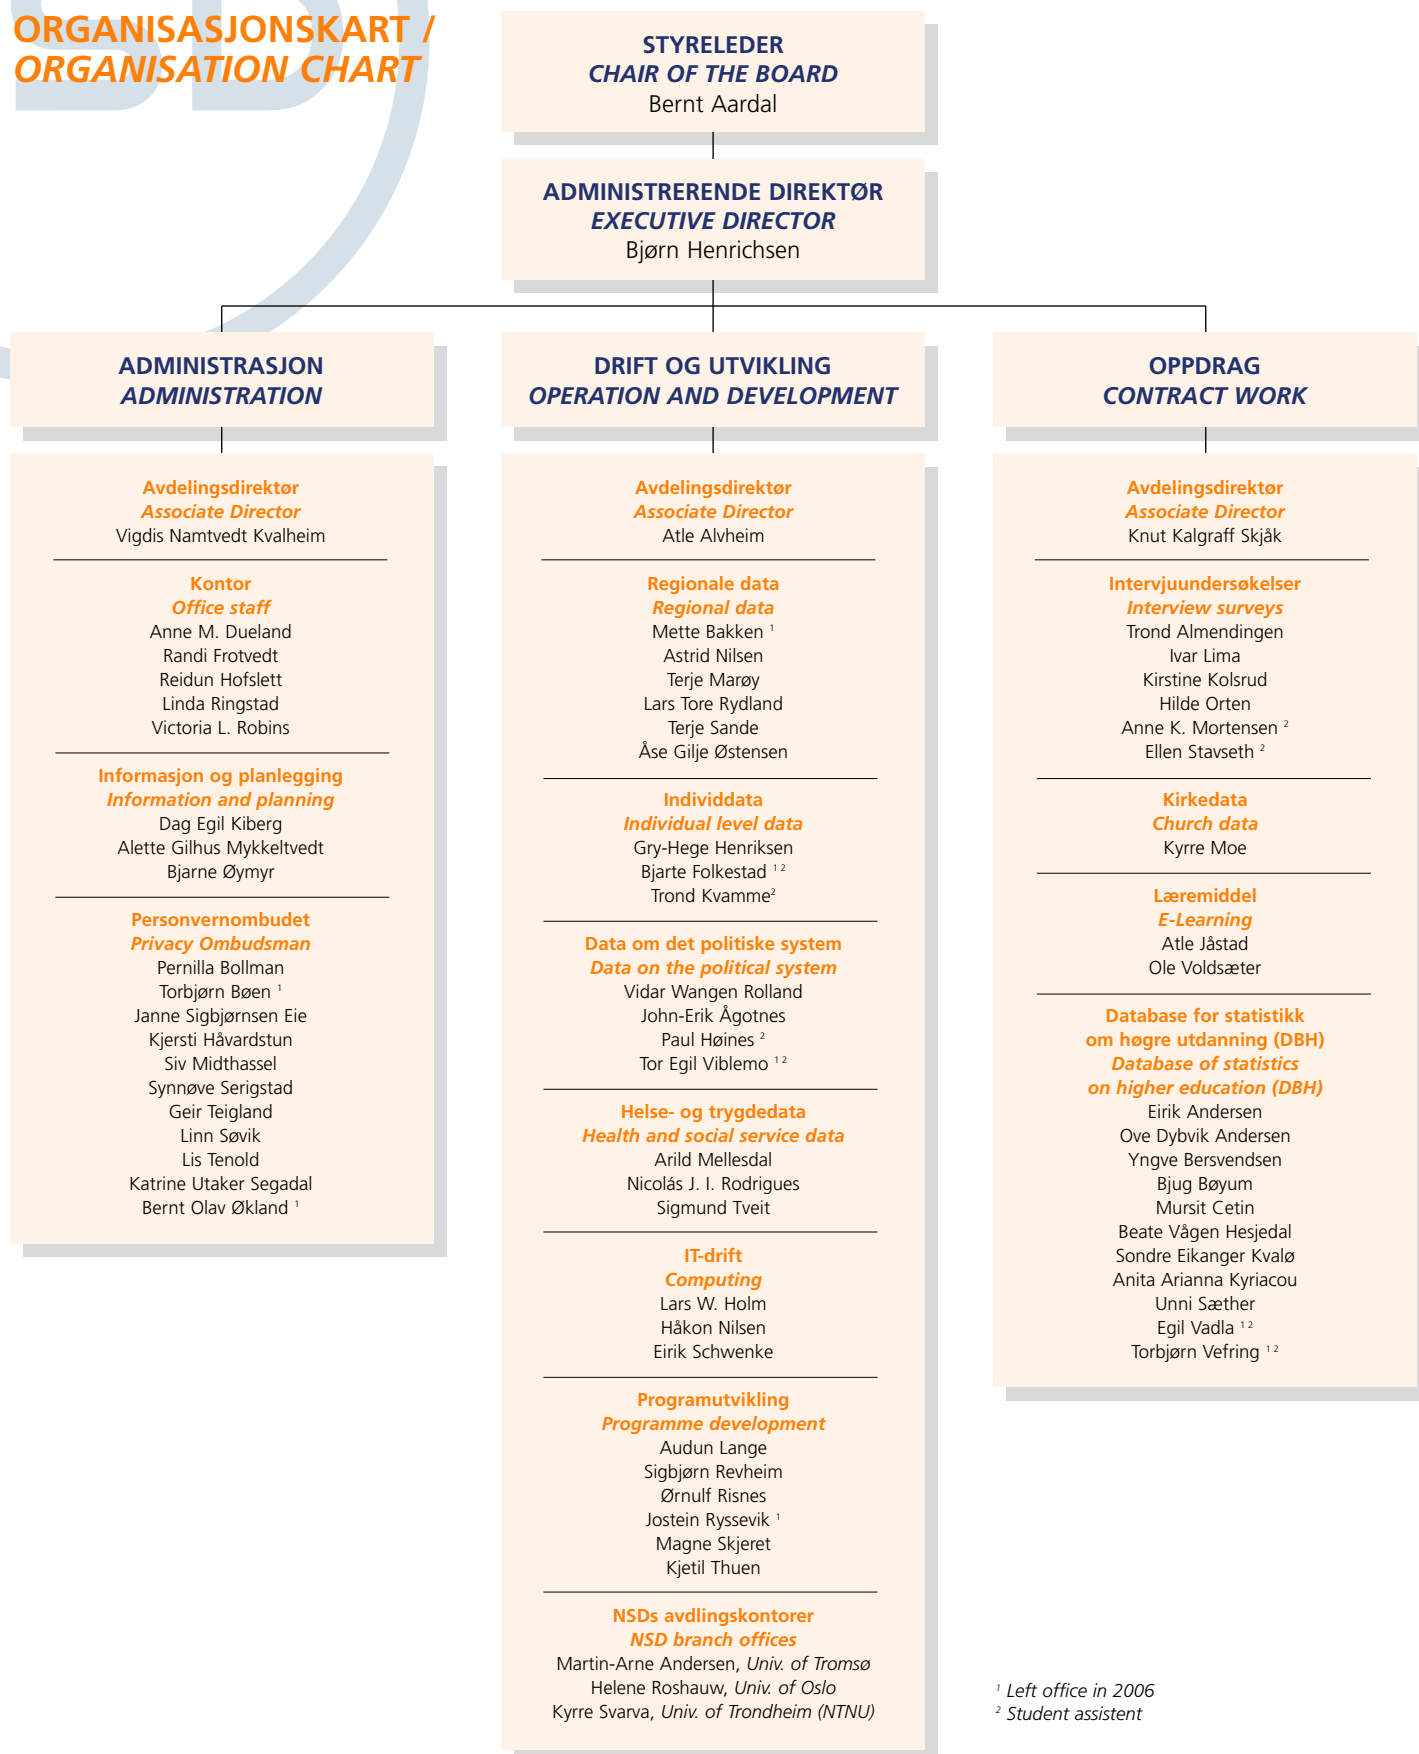 ORGANISASJONSKART /
ORGANISATION CHART
STYRELEDER
CHAIR OF THE BOARD
Bernt Aardal
ADMINISTRERENDE DIREKTØR
EXECUTIVE DIRECTOR
Bjørn Henrichsen
ADMINISTRASJON
ADMINISTRATION
Avdelingsdirektør
Associate Director
Vigdis Namtvedt Kvalheim
Kontor
Office staff
Anne M. Dueland
Randi Frotvedt
Reidun Hofslett
Linda Ringstad
Victoria L. Robins
Informasjon og planlegging
Information and planning
Dag Egil Kiberg
Alette Gilhus Mykkeltvedt
Bjarne Øymyr
Personvernombudet
Privacy Ombudsman
Pernilla Bollman
Torbjørn Bøen ¹
Janne Sigbjørnsen Eie
Kjersti Håvardstun
Siv Midthassel
Synnøve Serigstad
Geir Teigland
Linn Søvik
Lis Tenold
Katrine Utaker Segadal
Bernt Olav Økland ¹
DRIFT OG UTVIKLING
OPERATION AND DEVELOPMENT
Avdelingsdirektør
Associate Director
Atle Alvheim
Regionale data
Regional data
Mette Bakken ¹
Astrid Nilsen
Terje Marøy
Lars Tore Rydland
Terje Sande
Åse Gilje Østensen
Individdata
Individual level data
Gry-Hege Henriksen
Bjarte Folkestad ¹ ²
Trond Kvamme²
Data om det politiske system
Data on the political system
Vidar Wangen Rolland
John-Erik Ågotnes
Paul Høines ²
Tor Egil Viblemo ¹ ²
Helse- og trygdedata
Health and social service data
Arild Mellesdal
Nicolás J. I. Rodrigues
Sigmund Tveit
IT-drift
Computing
Lars W. Holm
Håkon Nilsen
Eirik Schwenke
Programutvikling
Programme development
Audun Lange
Sigbjørn Revheim
Ørnulf Risnes
Jostein Ryssevik ¹
Magne Skjeret
Kjetil Thuen
NSDs avdlingskontorer
NSD branch offices
Martin-Arne Andersen, Univ. of Tromsø
Helene Roshauw, Univ. of Oslo
Kyrre Svarva, Univ. of Trondheim (NTNU)
OPPDRAG
CONTRACT WORK
Avdelingsdirektør
Associate Director
Knut Kalgraff Skjåk
Intervjuundersøkelser
Interview surveys
Trond Almendingen
Ivar Lima
Kirstine Kolsrud
Hilde Orten
Anne K. Mortensen ²
Ellen Stavseth ²
Kirkedata
Church data
Kyrre Moe
Læremiddel
E-Learning
Atle Jåstad
Ole Voldsæter
Database for statistikk
om høgre utdanning (DBH)
Database of statistics
on higher education (DBH)
Eirik Andersen
Ove Dybvik Andersen
Yngve Bersvendsen
Bjug Bøyum
Mursit Cetin
Beate Vågen Hesjedal
Sondre Eikanger Kvalø
Anita Arianna Kyriacou
Unni Sæther
Egil Vadla ¹ ²
Torbjørn Vefring ¹ ²
¹ Left office in 2006
² Student assistent